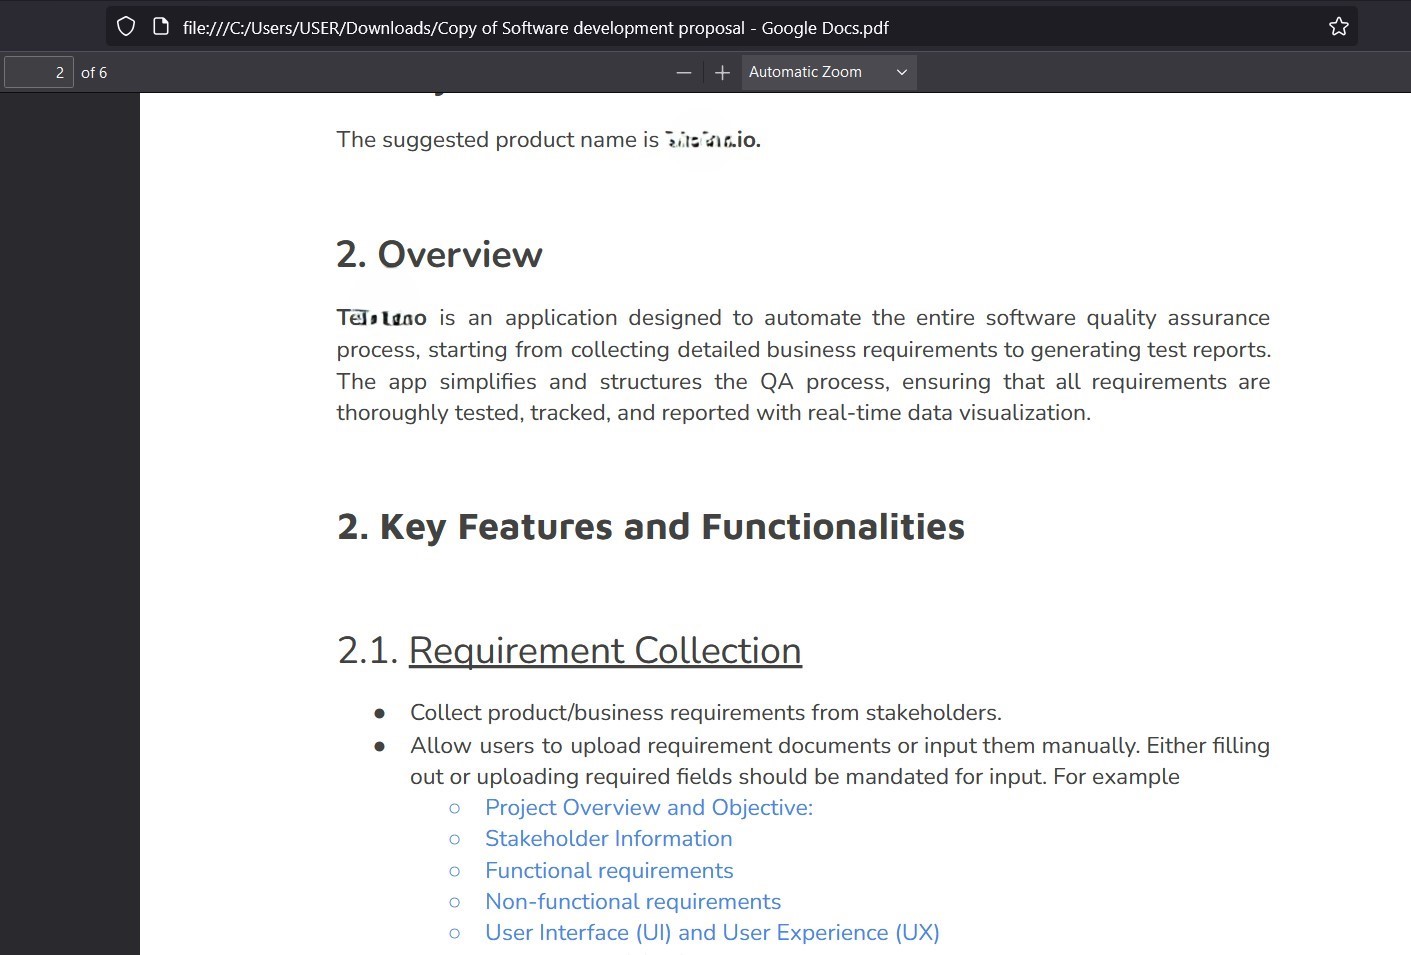 file:///C:/Users/USER/Downloads/Copy of Software development proposal - Google Docs.pdf
2 of 6
Automatic Zoom
The suggested product name is .io.
2. Overview
is an application designed to automate the entire software quality assurance
process, starting from collecting detailed business requirements to generating test reports.
The app simplifies and structures the QA process, ensuring that all requirements are
thoroughly tested, tracked, and reported with real-time data visualization.
2. Key Features and Functionalities
2.1. Requirement Collection
● Collect product/business requirements from stakeholders.
● Allow users to upload requirement documents or input them manually. Either filling
out or uploading required fields should be mandated for input. For example
○ Project Overview and Objective:
○ Stakeholder Information
○ Functional requirements
○ Non-functional requirements
○ User Interface (UI) and User Experience (UX)